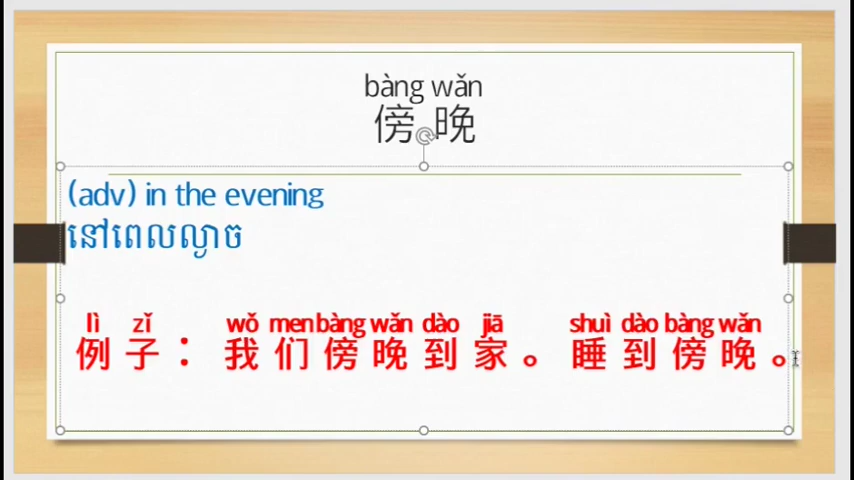 bàng wǎn
傍晚
(adv) in the evening
នៅពេលល្ងាច
lì zǐ wǒ men bàng wǎn dào jiā shuì dào bàng wǎn
例子：我们傍晚到家。睡到傍晚。